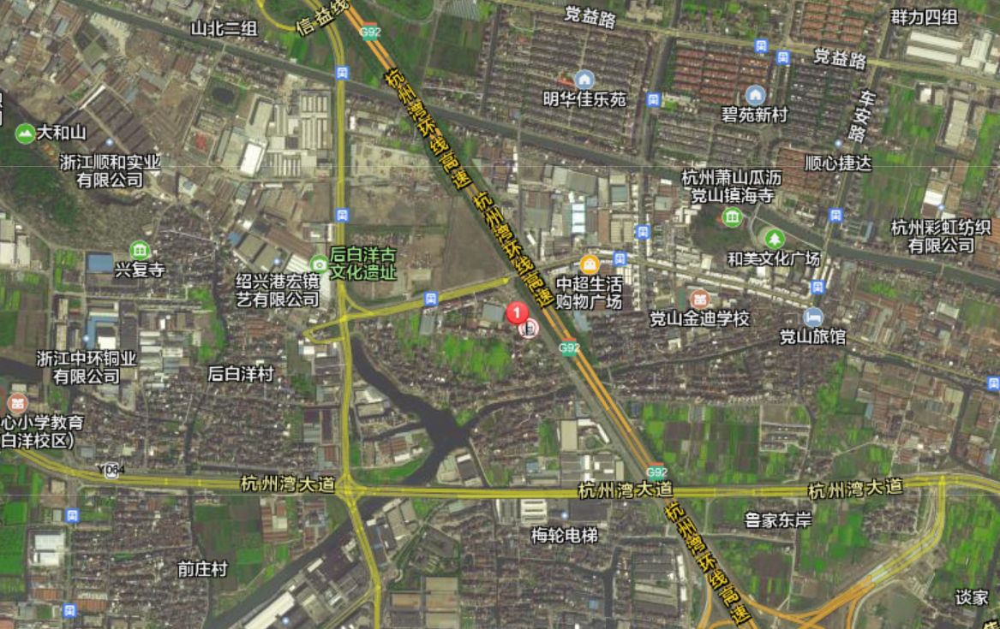 党益路
群力四组
信益线
山北二组
G92
党益路
杭州湾环线高速
明华佳乐苑
碧苑新村
车安路
大和山
浙江顺和实业
有限公司
顺心捷达
杭州萧山瓜沥
党山镇海寺
杭州湾环线高速
杭州彩虹纺织
有限公司
兴复寺
后白洋古
文化遗址
和美文化广场
绍兴港宏镜
艺有限公司
中超生活
购物广场
1
党山金迪学校
党山旅馆
G92
浙江中环铜业
有限公司
后白洋村
心小学教育
白洋校区)
Y064
杭州湾大道
G92
杭州湾大道
杭州湾大道
杭州湾环线高速
鲁家东岸
梅轮电梯
前庄村
谈家